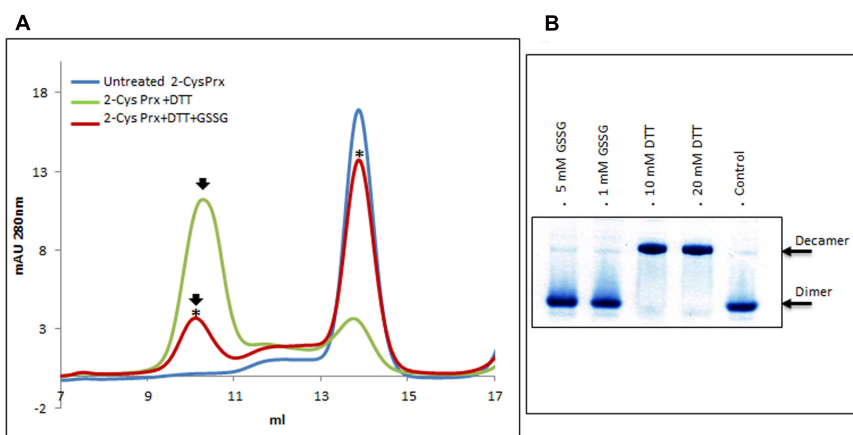 A
Untreated 2-CysPrx
2-Cys Prx+DTT
2-Cys Prx+DTT+GSSG
*
*
mAU 280nm
18
13
8
3
-2
7
9
11
13
15
17
ml
B
5 mM GSSG
1 mM GSSG
10 mM DTT
20 mM DTT
Control
Decamer
Dimer